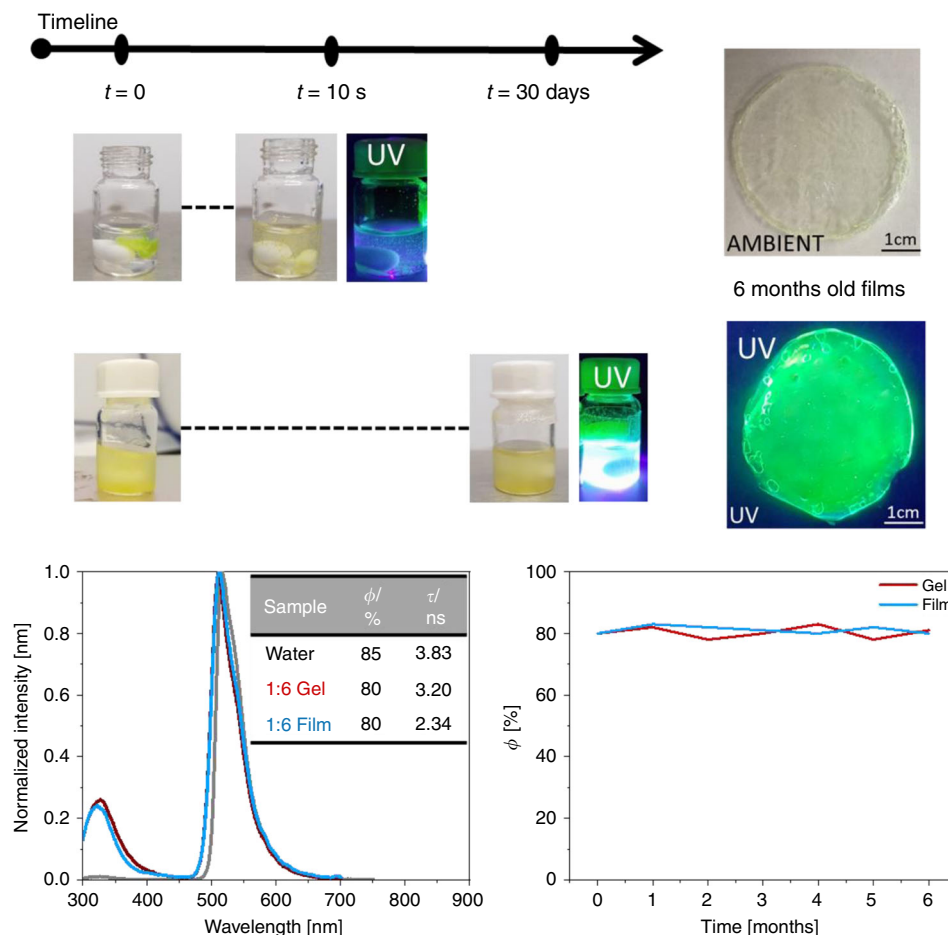 Timeline
t = 0
t = 10 s
t = 30 days
UV
AMBIENT
1cm
6 months old films
UV
UV
UV
1cm
Normalized intensity [nm]
1.0
0.8
0.6
0.4
0.2
0.0
300 400 500 600 700 800 900
Wavelength [nm]
Sample ϕ/ % τ/ ns
Water 85 3.83
1:6 Gel 80 3.20
1:6 Film 80 2.34
ϕ [%]
100
80
60
40
20
0
0 1 2 3 4 5 6
Time [months]
Gel
Film